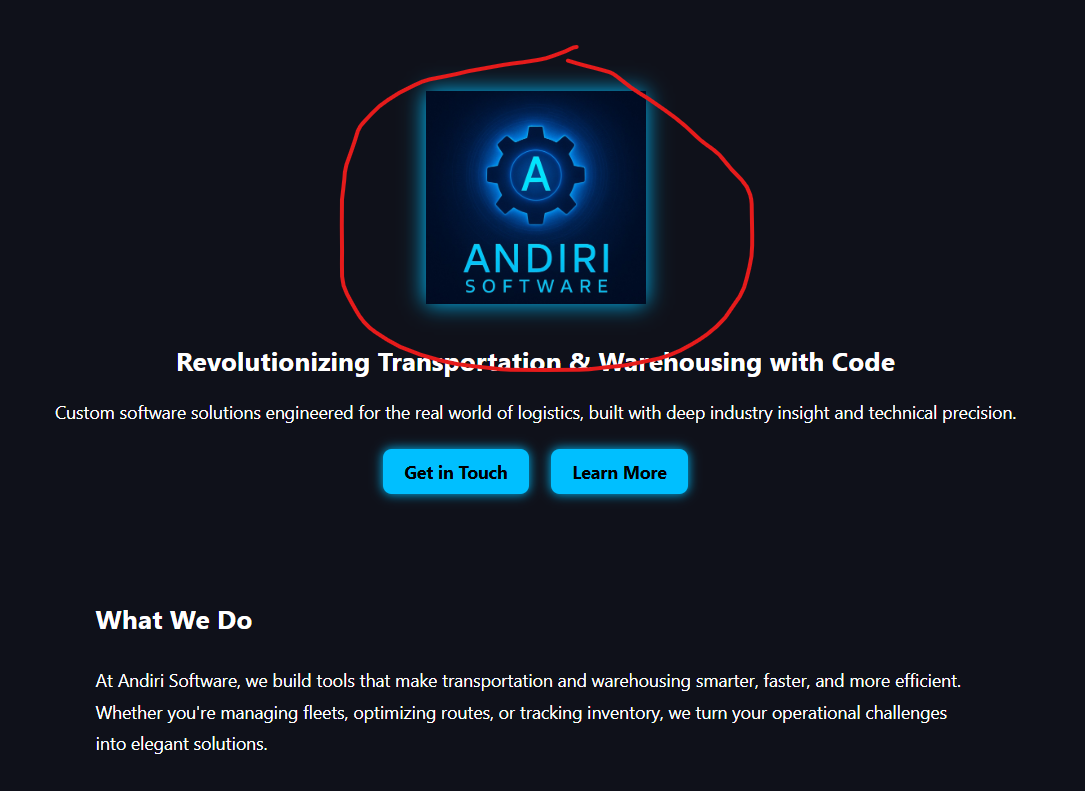 A
ANDIRI
SOFTWARE
Revolutionizing Transportation & Warehousing with Code
Custom software solutions engineered for the real world of logistics, built with deep industry insight and technical precision.
Get in Touch
Learn More
What We Do
At Andiri Software, we build tools that make transportation and warehousing smarter, faster, and more efficient.
Whether you're managing fleets, optimizing routes, or tracking inventory, we turn your operational challenges
into elegant solutions.